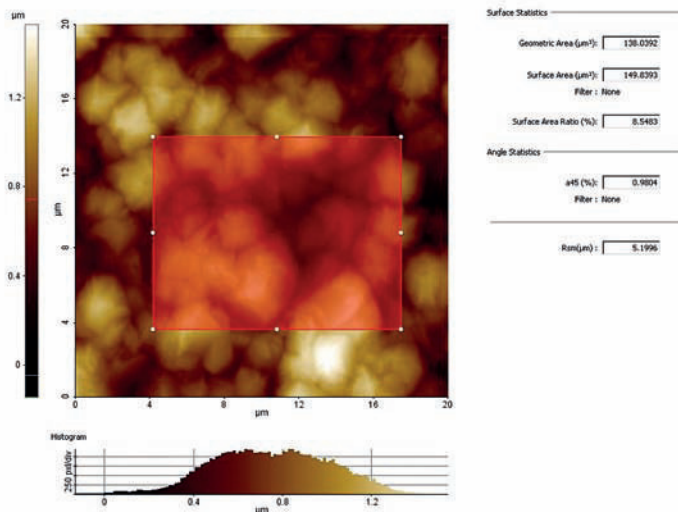 µm
1.2
0.8
0.4
0
20
16
12
8
4
0
µm
0
4
8
12
16
20
µm
Surface Statistics
Geometric Area (µm²): 138.0392
Surface Area (µm²): 149.8393
Filter : None
Surface Area Ratio (%): 8.5483
Angle Statistics
a45 (%): 0.9804
Filter : None
Rsm(µm): 5.1996
Histogram
250 pxl/div
0
0.4
0.8
1.2
µm